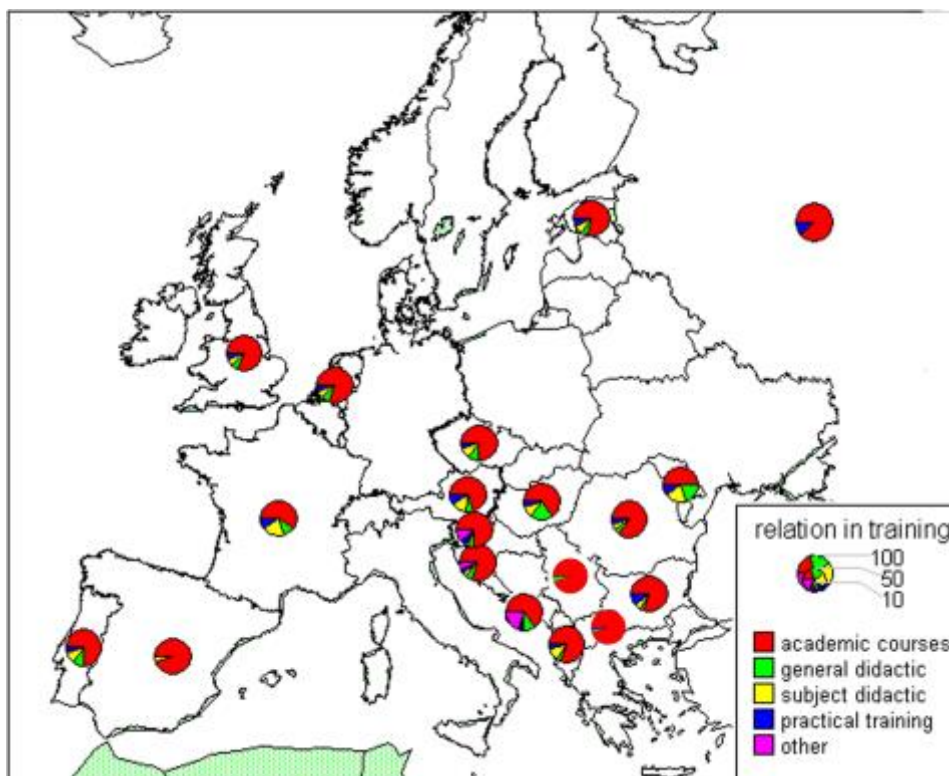 relation in training
100
50
10
academic courses
general didactic
subject didactic
practical training
other